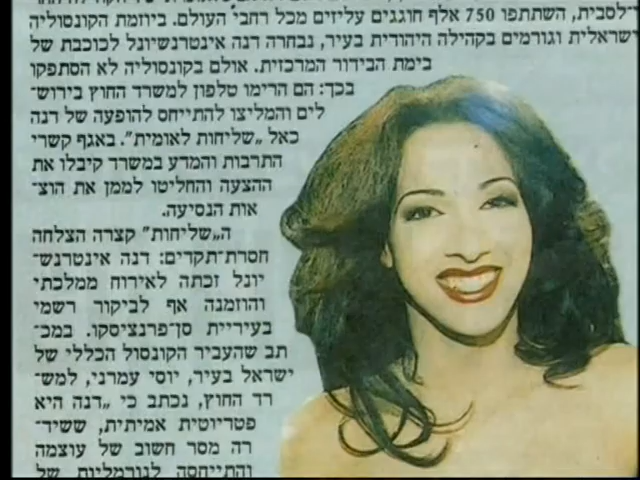 ־לסבית, השתתפו 750 אלף חוגגים עליזים מכל רחבי העולם. ביוזמת הקונסוליה
ישראלית וגורמים בקהילה היהודית בעיר, נבחרה דנה אינטרנשיונל לכוכבת של
בימת הבידור המרכזית. אולם בקונסוליה לא הסתפקו
בכך: הם הרימו טלפון למשרד החוץ בירוש־
לים והמליצו להתייחס להופעה של דנה
כאל „שליחות לאומית”. באגף קשרי
התרבות והמדע במשרד קיבלו את
ההצעה והחליטו לממן את הוצ־
אות הנסיעה.
ה„שליחות” קצרה הצלחה
חסרת־תקדים: דנה אינטרנש־
יונל זכתה לאירוח ממלכתי
והוזמנה אף לביקור רשמי
בעיריית סן־פרנציסקו. במכ־
תב שהעביר הקונסול הכללי של
ישראל בעיר, יוסי עמרני, למש־
רד החוץ, נכתב כי „דנה היא
פטריוטית אמיתית, ששיד־
רה מסר חשוב של עוצמה
והתייחסה לנורמליות של